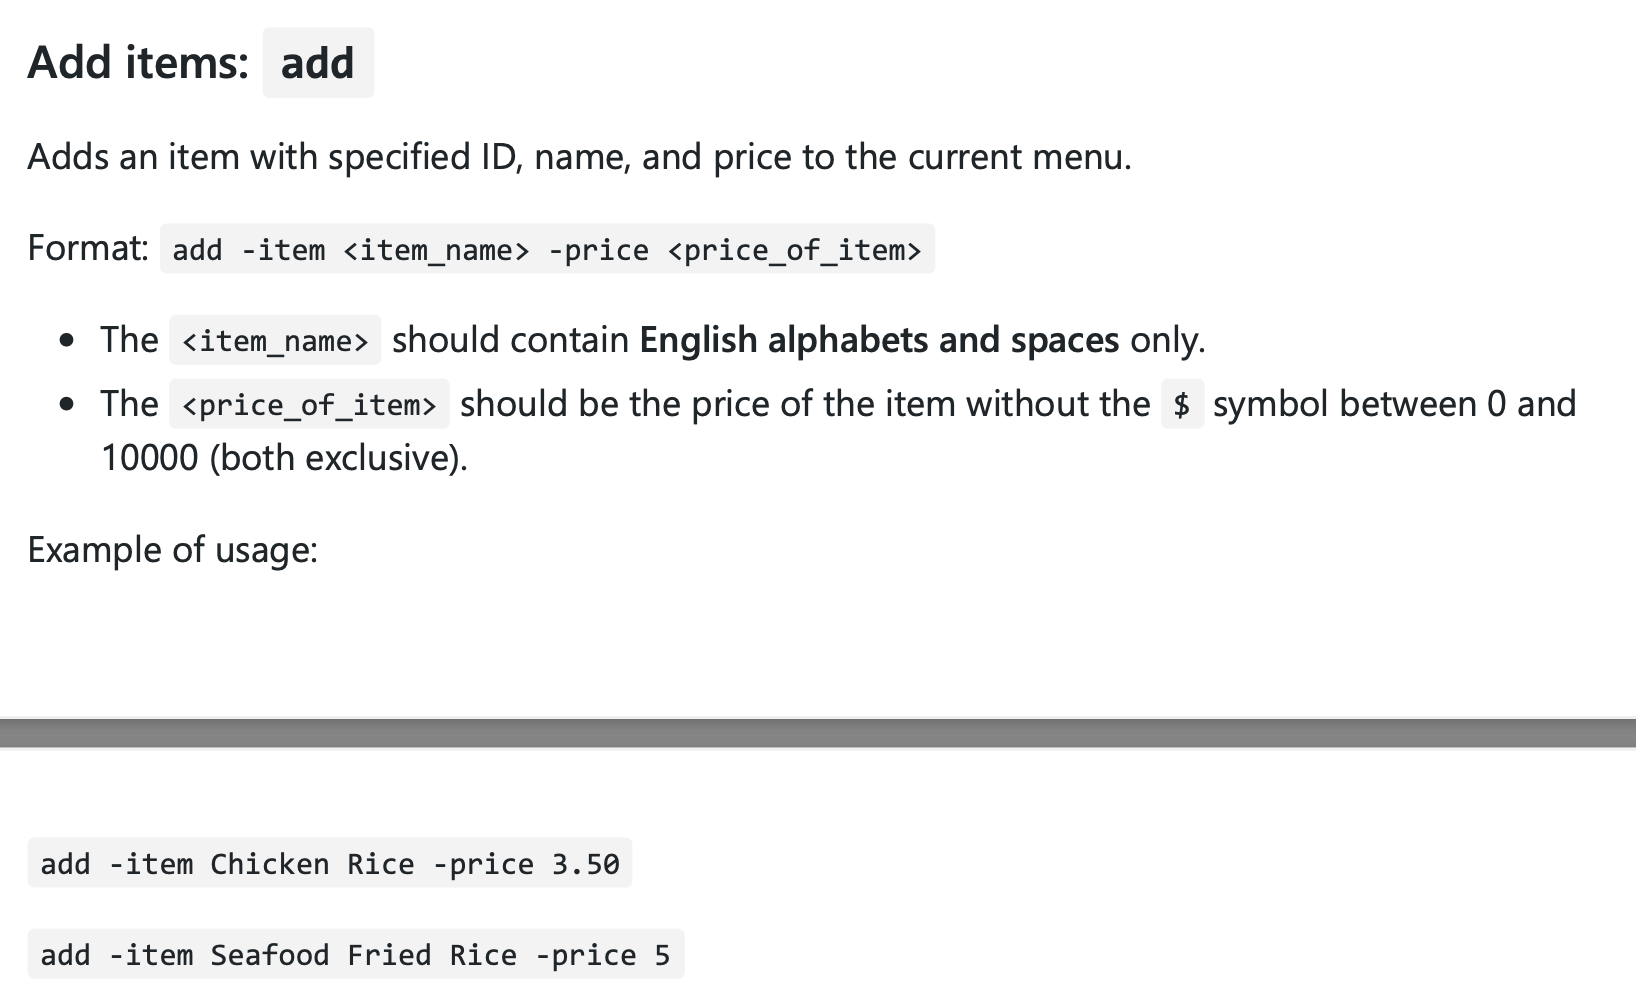 Add items: add
Adds an item with specified ID, name, and price to the current menu.
Format: add -item <item_name> -price <price_of_item>
The <item_name> should contain English alphabets and spaces only.
The <price_of_item> should be the price of the item without the $ symbol between 0 and
10000 (both exclusive).
Example of usage:
add -item Chicken Rice -price 3.50
add -item Seafood Fried Rice -price 5